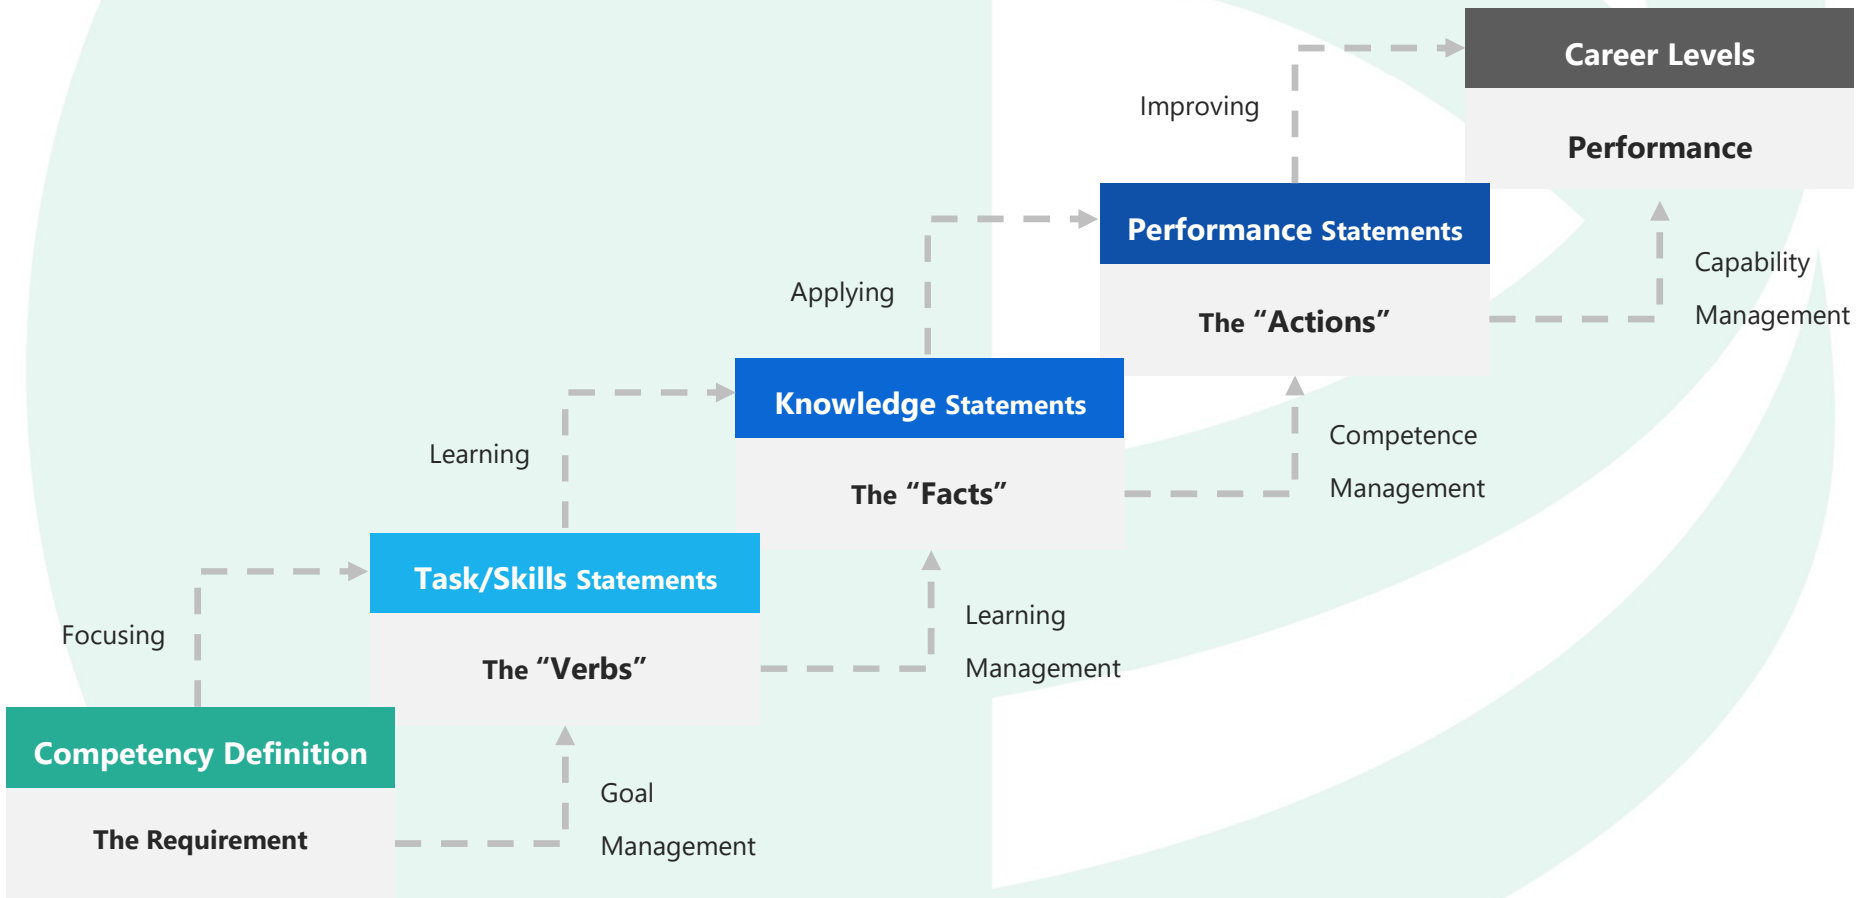 Career Levels
Performance
Improving
Performance Statements
The “Actions”
Capability
Management
Applying
Knowledge Statements
The “Facts”
Competence
Management
Learning
Task/Skills Statements
The “Verbs”
Learning
Management
Focusing
Competency Definition
The Requirement
Goal
Management